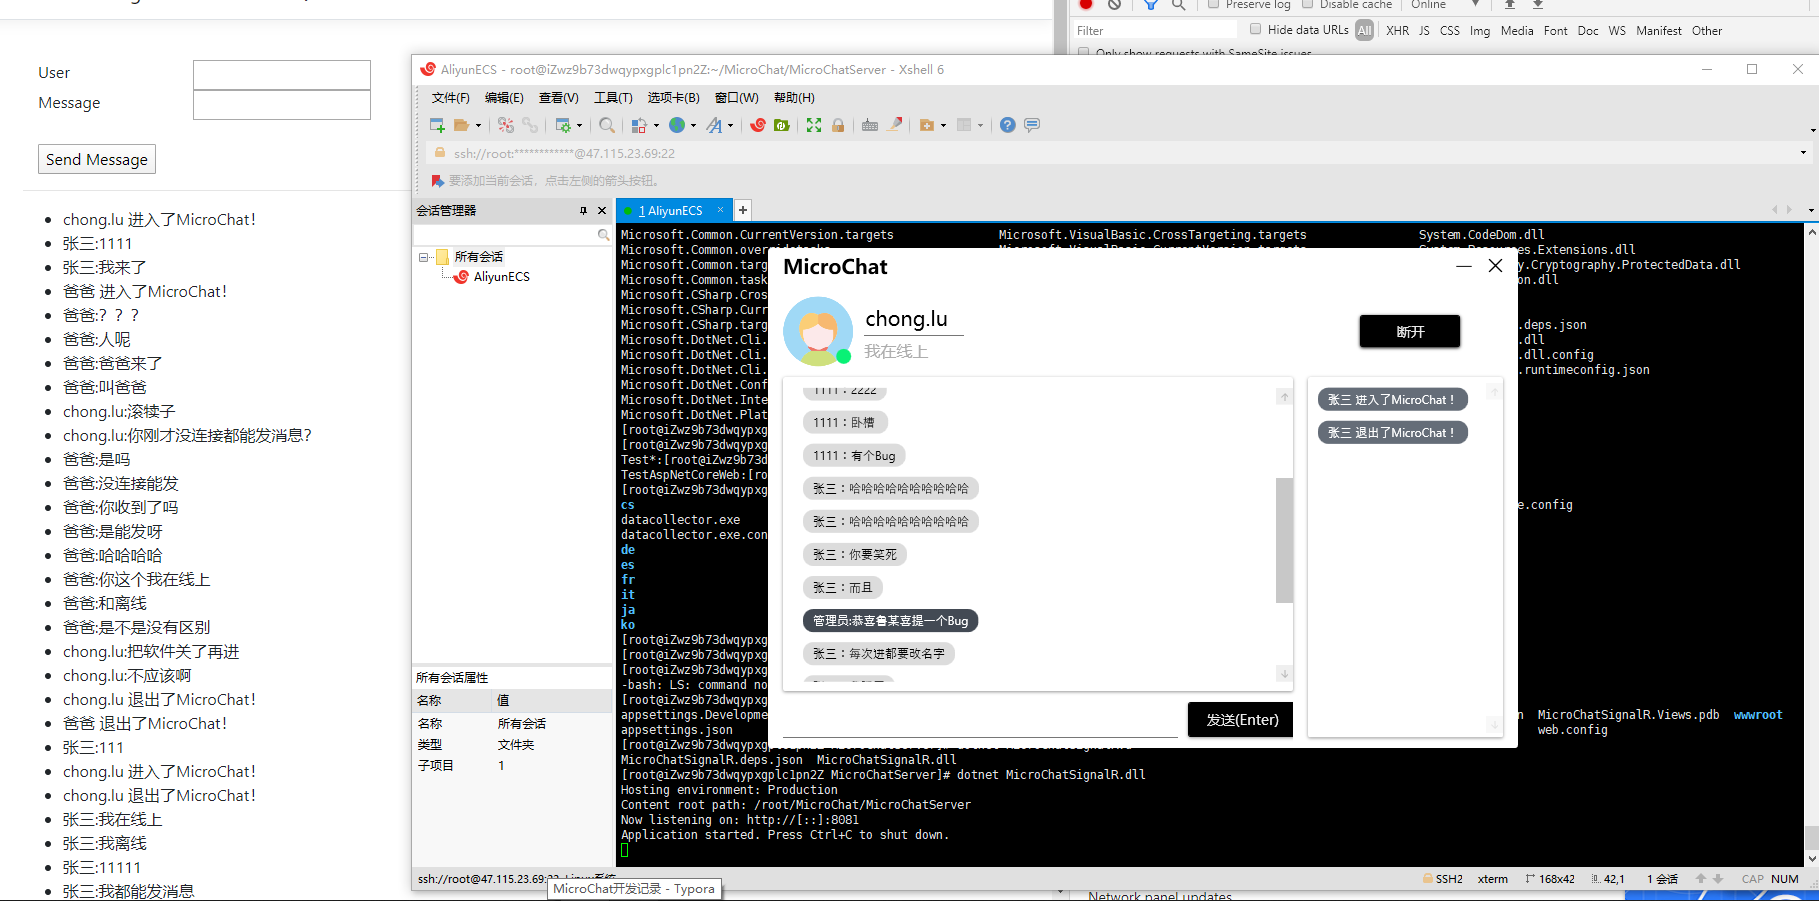 Preserve log
Disable cache
Online
Filter
Hide data URLs
All
XHR JS CSS Img Media Font Doc WS Manifest Other
Only show requests with SameSite issues
User
Message
Send Message
chong.lu 进入了MicroChat!
张三:1111
张三:我来了
爸爸 进入了MicroChat!
爸爸:? ? ?
爸爸:人呢
爸爸:爸爸来了
爸爸:叫爸爸
chong.lu:滚犊子
chong.lu:你刚才没连接都能发消息?
爸爸:是吗
爸爸:没连接能发
爸爸:你收到了吗
爸爸:是能发呀
爸爸:哈哈哈哈
爸爸:你这个我在线上
爸爸:和离线
爸爸:是不是没有区别
chong.lu:把软件关了再进
chong.lu:不应该啊
chong.lu 退出了MicroChat!
爸爸 退出了MicroChat!
张三:111
chong.lu 进入了MicroChat!
chong.lu 退出了MicroChat!
张三:我在线上
张三:我离线
张三:11111
张三:我都能发消息
AliyunECS - root@iZwz9b73dwqypxgplc1pn2Z:~/MicroChat/MicroChatServer - Xshell 6
文件(F) 编辑(E) 查看(V) 工具(T) 选项卡(B) 窗口(W) 帮助(H)
ssh://root:************@47.115.23.69:22
要添加当前会话，点击左侧的箭头按钮。
会话管理器
所有会话
AliyunECS
所有会话属性
名称 值
名称 所有会话
类型 文件夹
子项目 1
1 AliyunECS
Microsoft.Common.CurrentVersion.targets Microsoft.VisualBasic.CrossTargeting.targets System.CodeDom.dll
Microsoft.Common.targ y.Cryptography.ProtectedData.dll
Microsoft.Common.task on.dll
Microsoft.CSharp.Cros
Microsoft.CSharp.Curr
Microsoft.CSharp.targ .deps.json
Microsoft.DotNet.Cli. .dll
Microsoft.DotNet.Cli. .dll.config
Microsoft.DotNet.Cli. .runtimeconfig.json
Microsoft.DotNet.Conf
Microsoft.DotNet.Inte
Microsoft.DotNet.Plat
[root@iZwz9b73dwqypxg
[root@iZwz9b73dwqypxg
Test*:[root@iZwz9b73d
TestAspNetCoreWeb:[ro
[root@iZwz9b73dwqypxg
cs e.config
datacollector.exe
datacollector.exe.con
de
es
fr
it
ja
ko
[root@iZwz9b73dwqypxg
[root@iZwz9b73dwqypxg
[root@iZwz9b73dwqypxg
-bash: LS: command no
[root@iZwz9b73dwqypxg
appsettings.Developme n MicroChatSignalR.Views.pdb wwwroot
appsettings.json web.config
MicroChatSignalR.deps.json MicroChatSignalR.dll
[root@iZwz9b73dwqypxgplc1pn2Z MicroChatServer]# dotnet MicroChatSignalR.dll
Hosting environment: Production
Content root path: /root/MicroChat/MicroChatServer
Now listening on: http://[::]:8081
Application started. Press Ctrl+C to shut down.
MicroChat
chong.lu
我在线上
断开
1111：2222
1111：卧槽
1111：有个Bug
张三：哈哈哈哈哈哈哈哈哈哈
张三：哈哈哈哈哈哈哈哈哈哈
张三：你要笑死
张三：而且
管理员:恭喜鲁某喜提一个Bug
张三：每次进都要改名字
发送(Enter)
张三 进入了MicroChat！
张三 退出了MicroChat！
ssh://root@47.115.23.69:22
MicroChat开发记录 - Typora
SSH2 xterm 168x42 42,1 1 会话 CAP NUM
Network panel updates